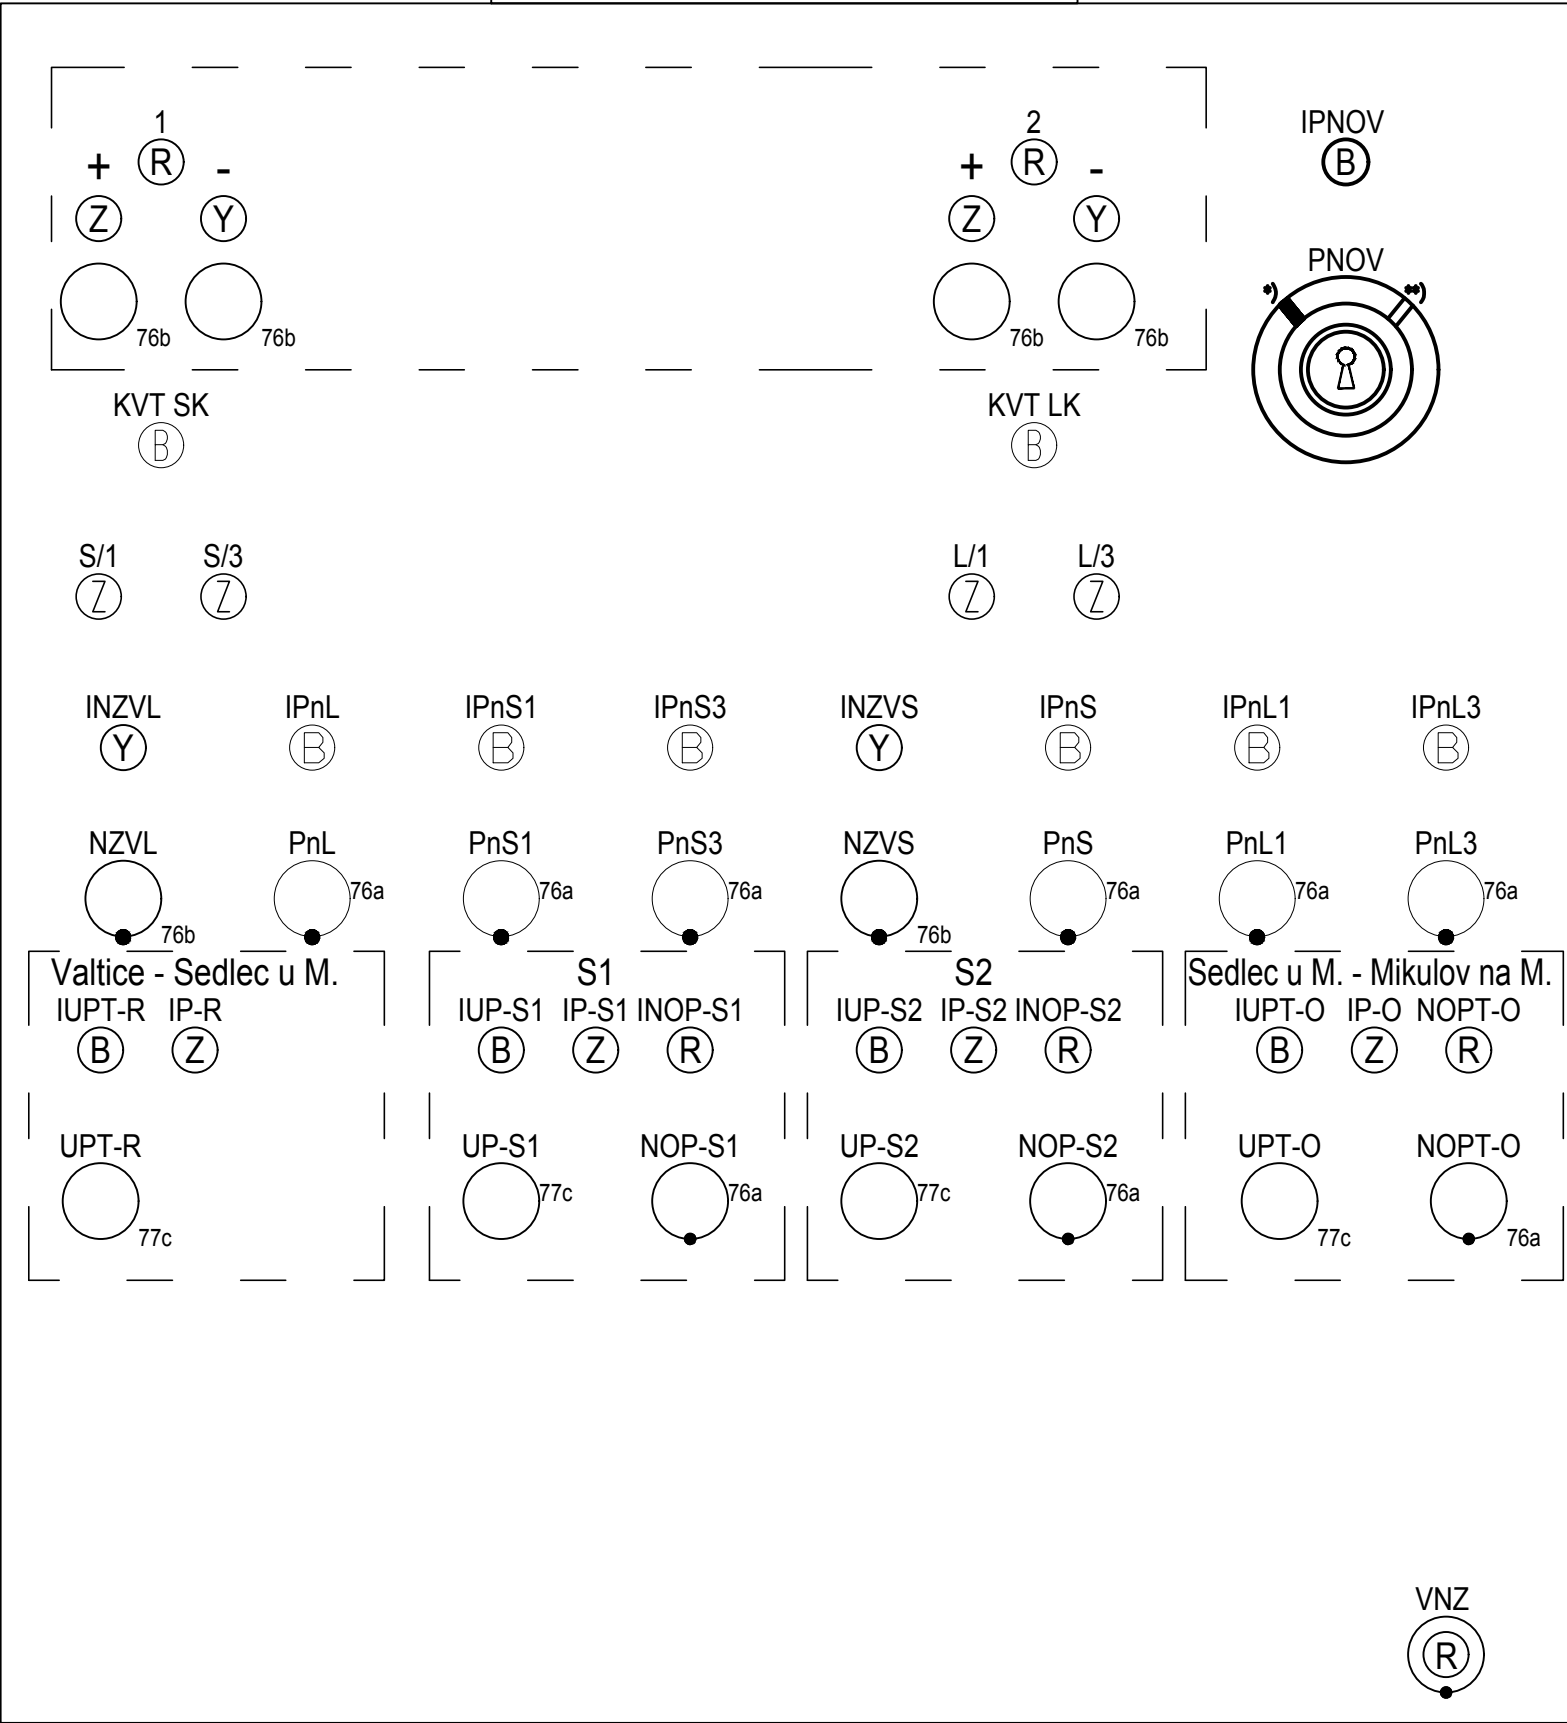 1 2 IPNOV
+ R - + R - B
Z Y Z Y
PNOV
*) **)
76b 76b 76b 76b
KVT SK KVT LK
B B
S/1 S/3 L/1 L/3
Z Z Z Z
INZVL IPnL IPnS1 IPnS3 INZVS IPnS IPnL1 IPnL3
Y B B B Y B B B
NZVL PnL PnS1 PnS3 NZVS PnS PnL1 PnL3
76b 76a 76a 76a 76b 76a 76a 76a
Valtice - Sedlec u M. S1 S2 Sedlec u M. - Mikulov na M.
IUPT-R IP-R IUP-S1 IP-S1 INOP-S1 IUP-S2 IP-S2 INOP-S2 IUPT-O IP-O NOPT-O
B Z B Z R B Z R B Z R
UPT-R UP-S1 NOP-S1 UP-S2 NOP-S2 UPT-O NOPT-O
77c 77c 76a 77c 76a 77c 76a
VNZ
R